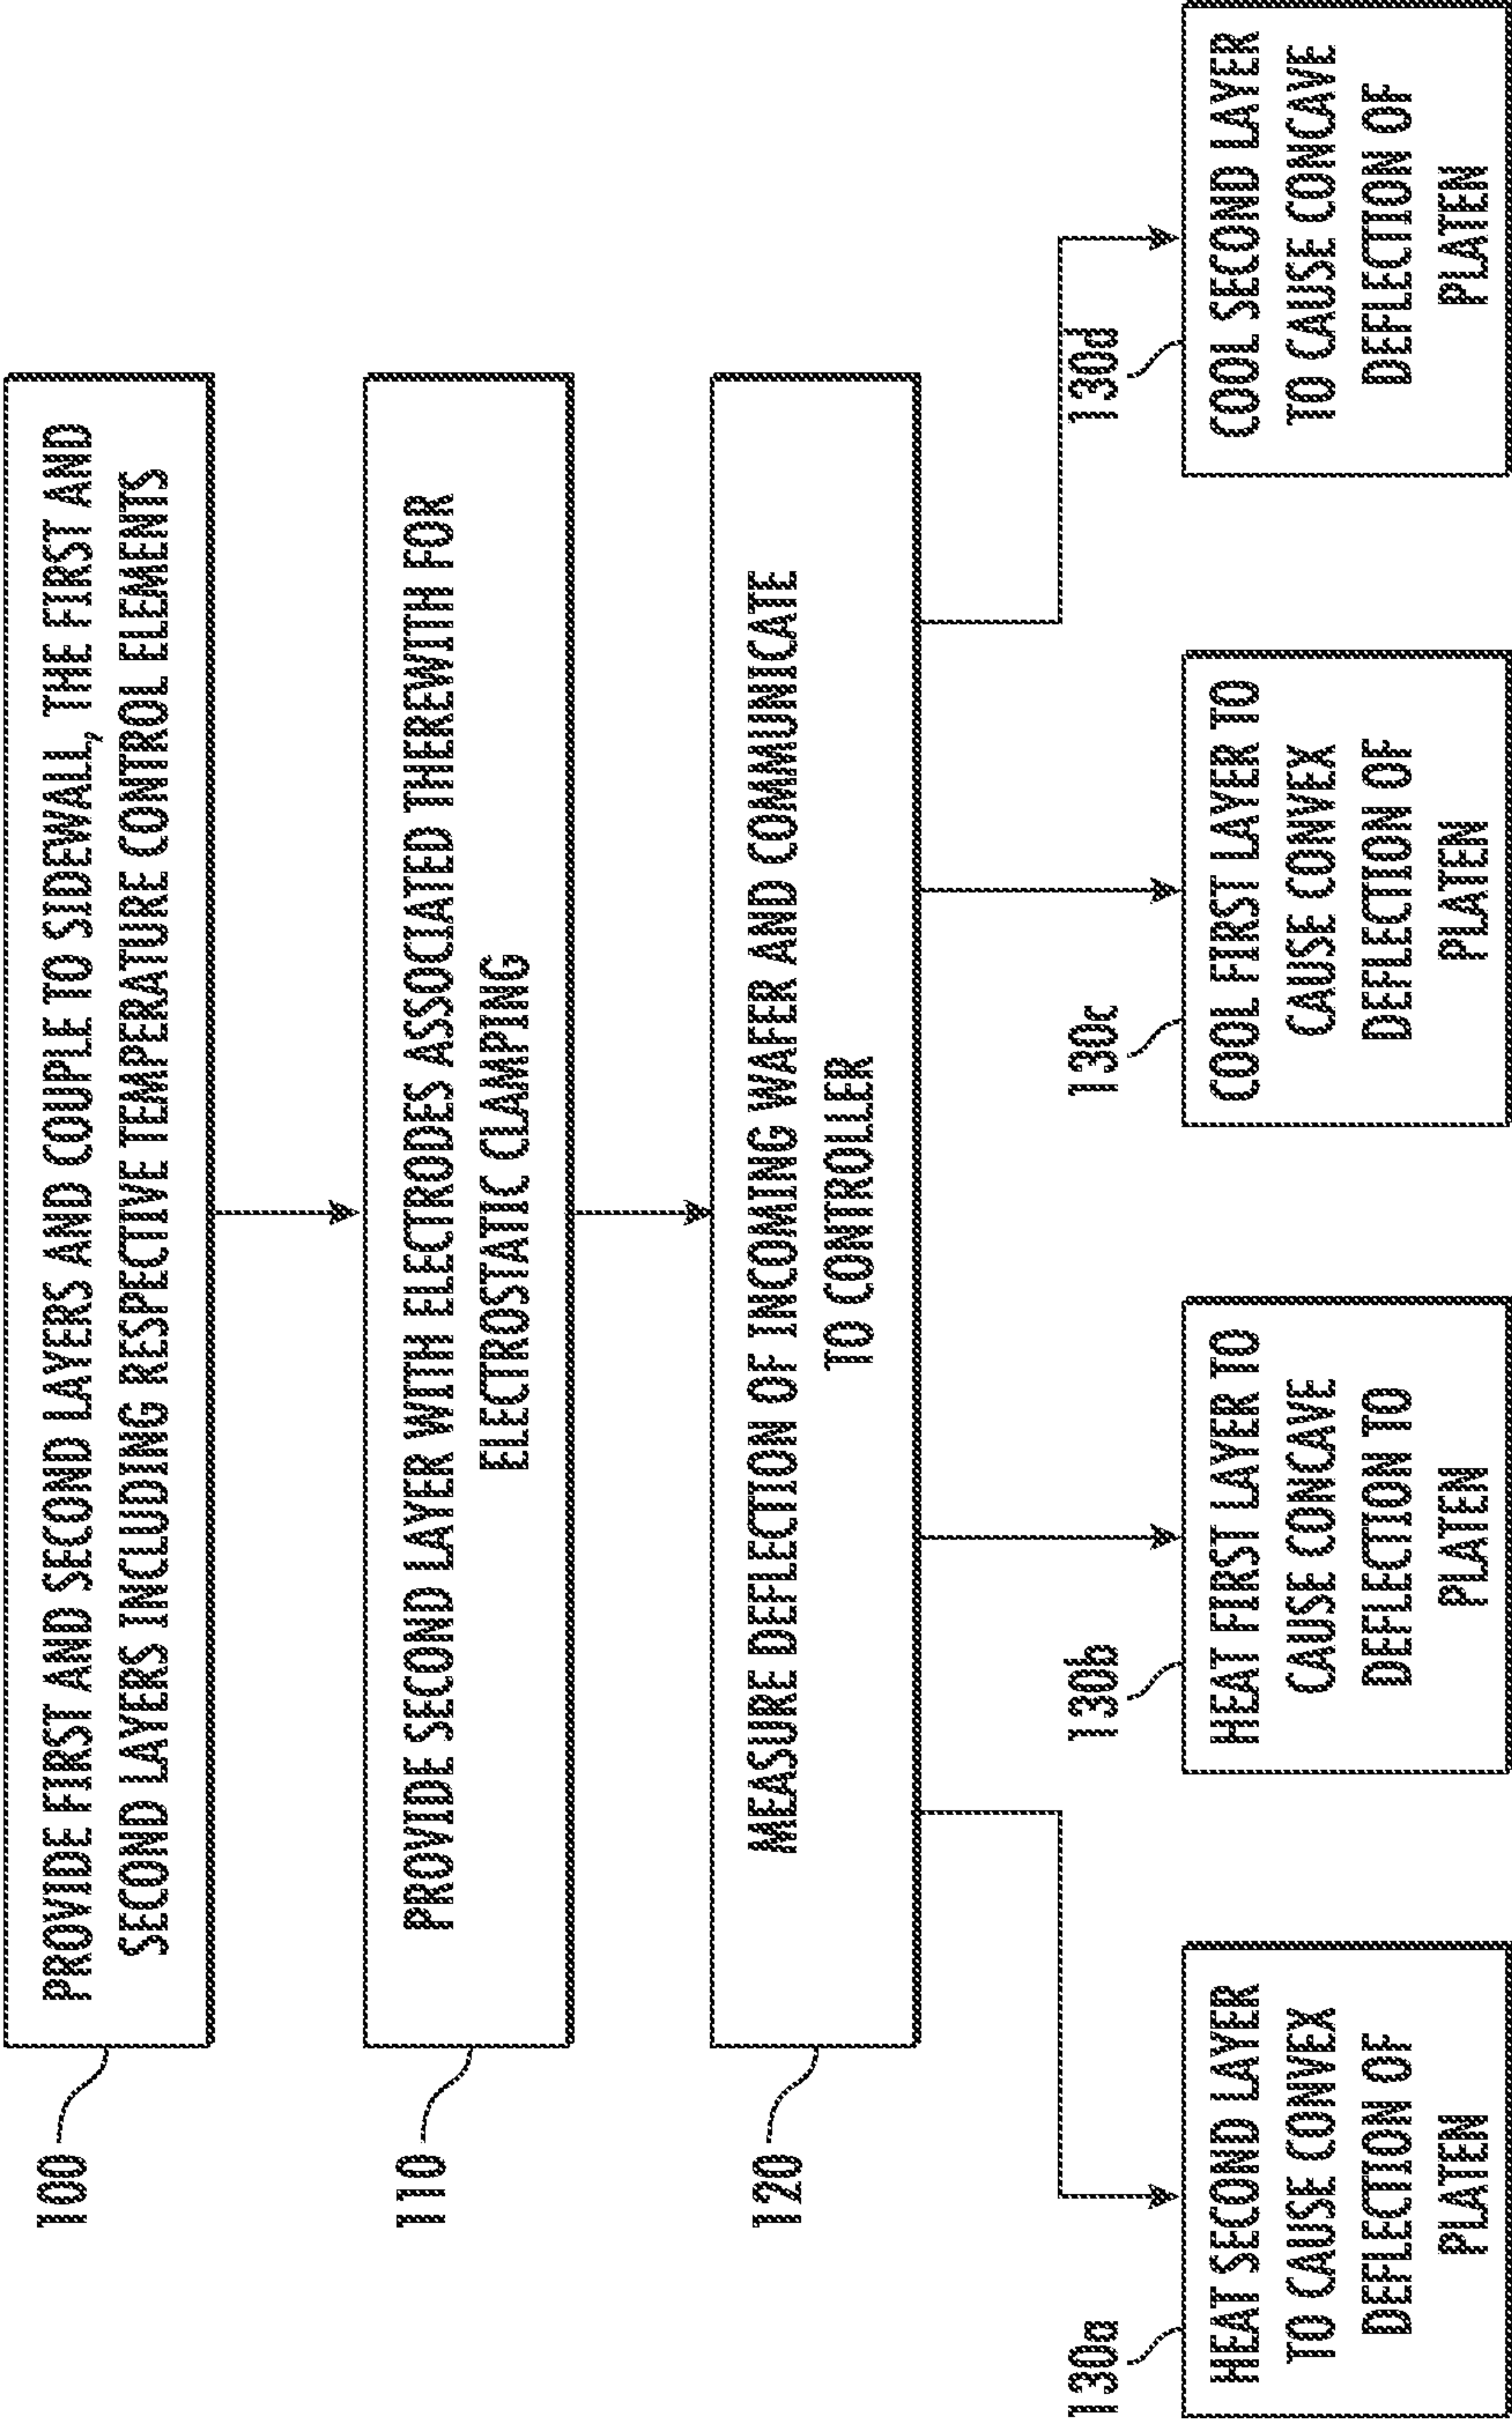 100
PROVIDE FIRST AND SECOND LAYERS AND COUPLE TO SIDEWALL, THE FIRST AND
SECOND LAYERS INCLUDING RESPECTIVE TEMPERATURE CONTROL ELEMENTS
110
PROVIDE SECOND LAYER WITH ELECTRODES ASSOCIATED THEREWITH FOR
ELECTROSTATIC CLAMPING
120
MEASURE DEFLECTION OF INCOMING WAFER AND COMMUNICATE
TO CONTROLLER
130a
HEAT SECOND LAYER
TO CAUSE CONVEX
DEFLECTION OF
PLATEN
130b
HEAT FIRST LAYER TO
CAUSE CONCAVE
DEFLECTION TO
PLATEN
130c
COOL FIRST LAYER TO
CAUSE CONVEX
DEFLECTION OF
PLATEN
130d
COOL SECOND LAYER
TO CAUSE CONCAVE
DEFLECTION OF
PLATEN